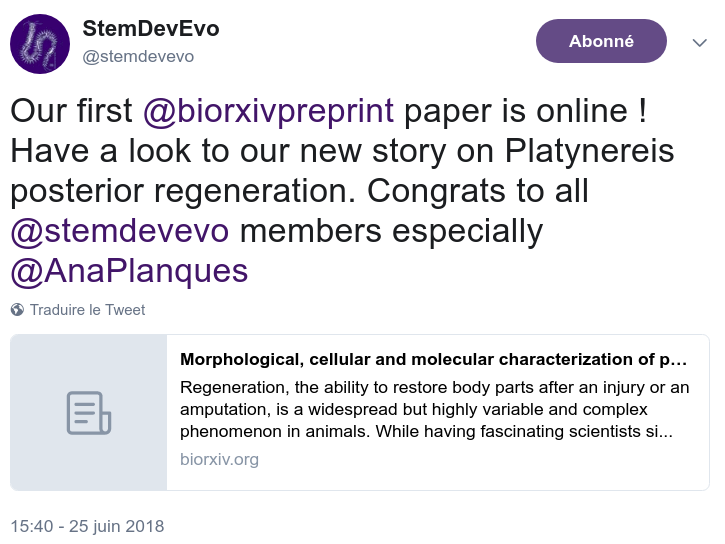 StemDevEvo
@stemdevevo
Abonné
Our first @biorxivpreprint paper is online !
Have a look to our new story on Platynereis
posterior regeneration. Congrats to all
@stemdevevo members especially
@AnaPlanques
Traduire le Tweet
Morphological, cellular and molecular characterization of p...
Regeneration, the ability to restore body parts after an injury or an
amputation, is a widespread but highly variable and complex
phenomenon in animals. While having fascinating scientists si...
biorxiv.org
15:40 - 25 juin 2018